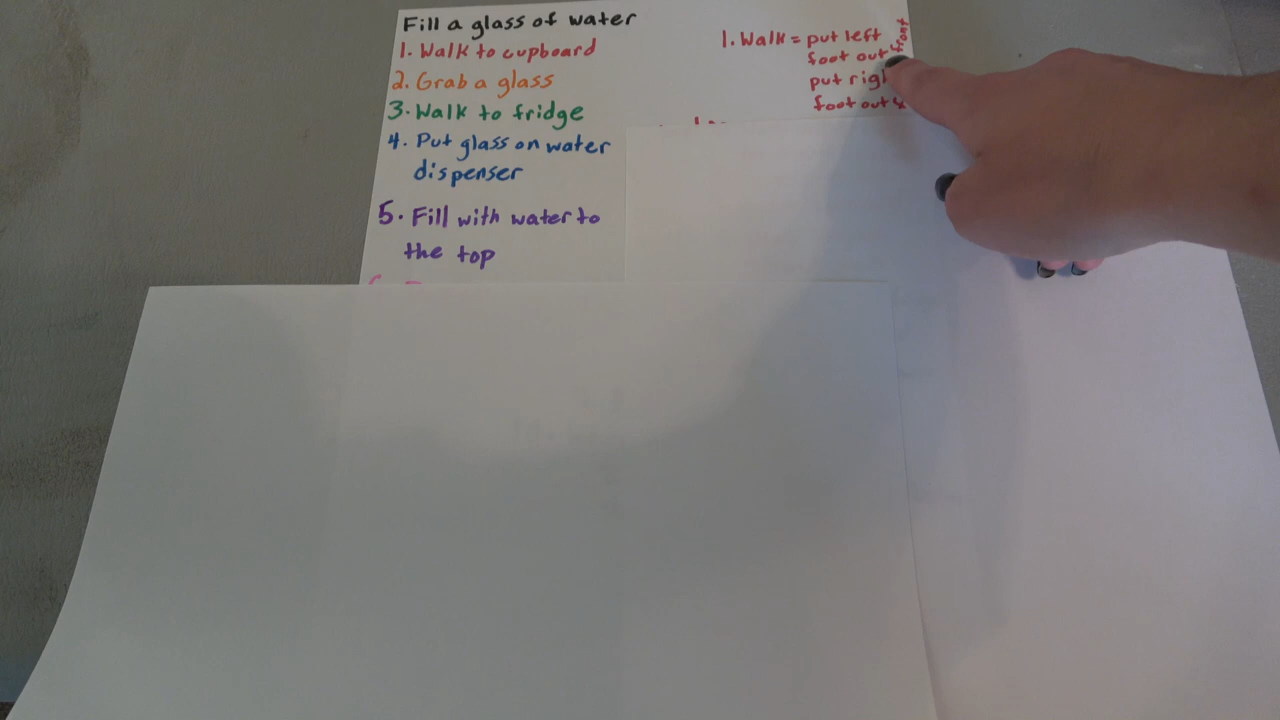 Fill a glass of water
1. Walk to cupboard
2. Grab a glass
3. Walk to fridge
4. Put glass on water
dispenser
5. Fill with water to
the top
1. Walk = put left
foot out
front
put
foot out